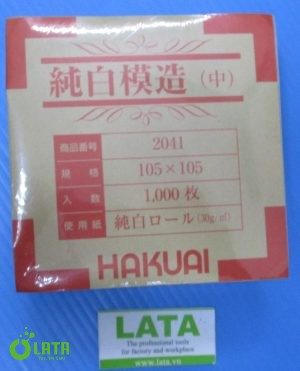 純白模造(中)
商品番号 2041
規格 105×105
入数 1,000枚
使用紙 純白ロール(30g/㎡)
HAKUAI
LATA
The professional tools
for factory and workplace
www.lata.vn
LATA